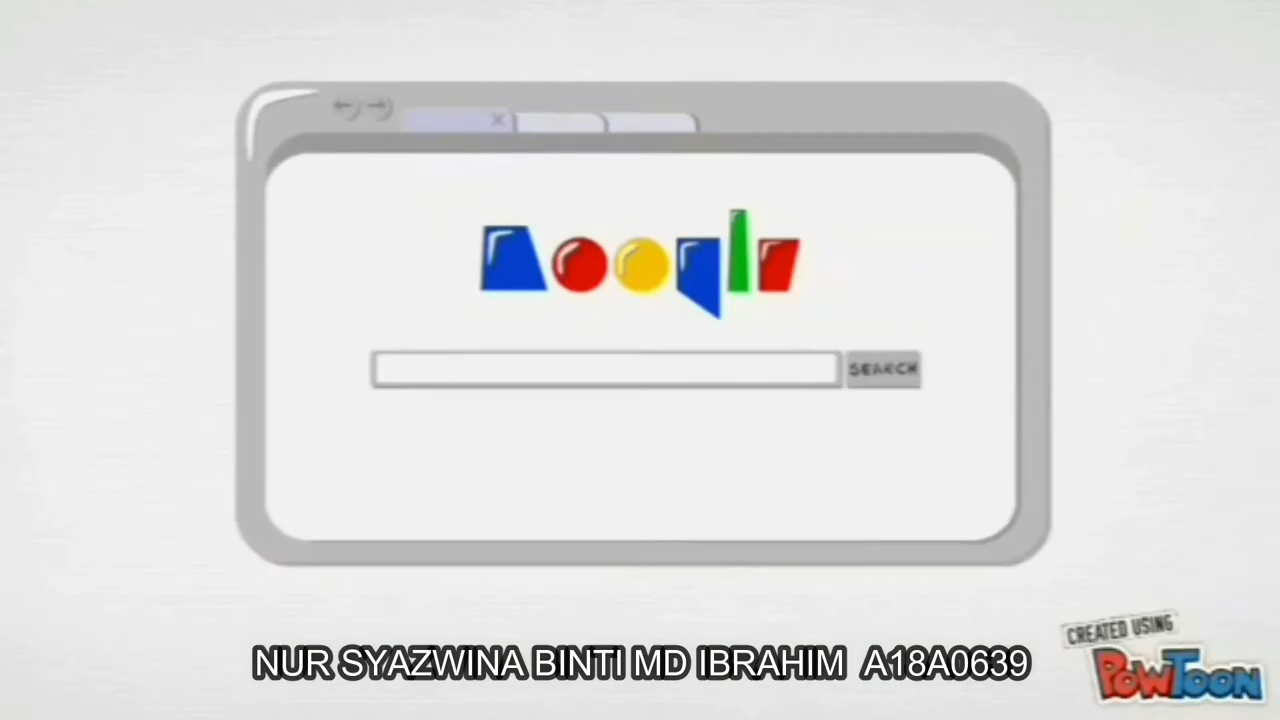 SEARCH
NUR SYAZWINA BINTI MD IBRAHIM A18A0639
CREATED USING
POWTOON